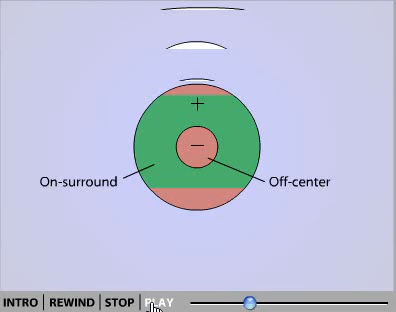 +
−
On-surround Off-center
INTRO REWIND STOP PLAY